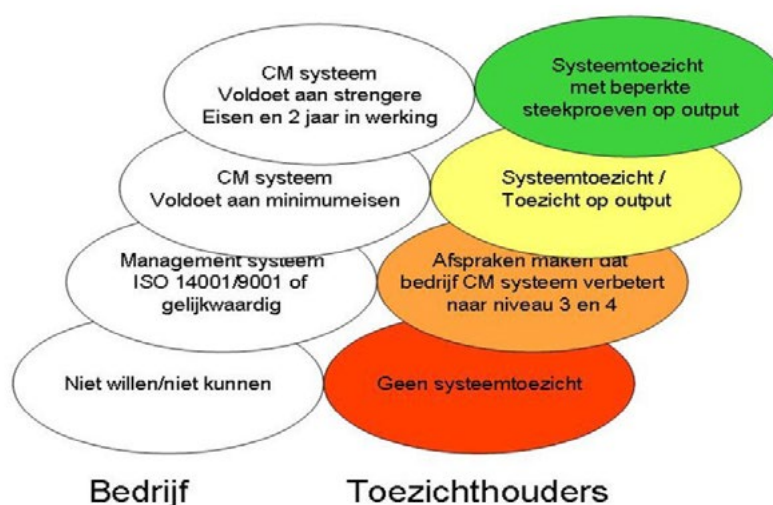 CM systeem
Voldoet aan strengere
Eisen en 2 jaar in werking
Systeemtoezicht
met beperkte
steekproeven op output
CM systeem
Voldoet aan minimumeisen
Systeemtoezicht /
Toezicht op output
Management systeem
ISO 14001/9001 of
gelijkwaardig
Afspraken maken dat
bedrijf CM systeem verbetert
naar niveau 3 en 4
Niet willen/niet kunnen
Geen systeemtoezicht
Bedrijf
Toezichthouders